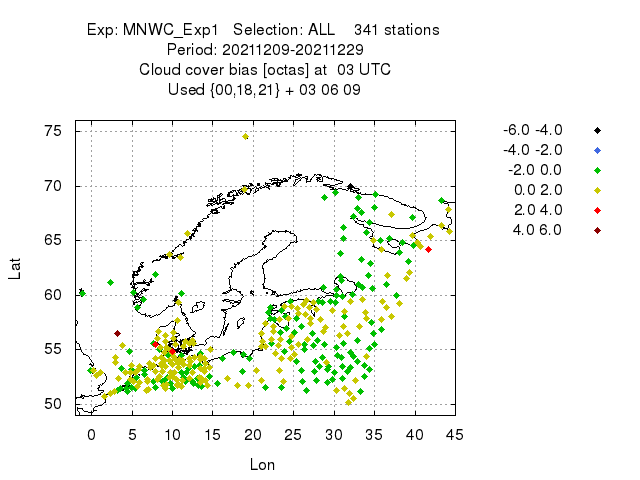 Exp: MNWC_Exp1   Selection: ALL    341 stations
Period: 20211209-20211229
Cloud cover bias [octas] at  03 UTC
Used {00,18,21} + 03 06 09
-6.0 -4.0
-4.0 -2.0
-2.0 0.0
0.0 2.0
2.0 4.0
4.0 6.0
75
70
65
60
55
50
Lat
0 5 10 15 20 25 30 35 40 45
Lon